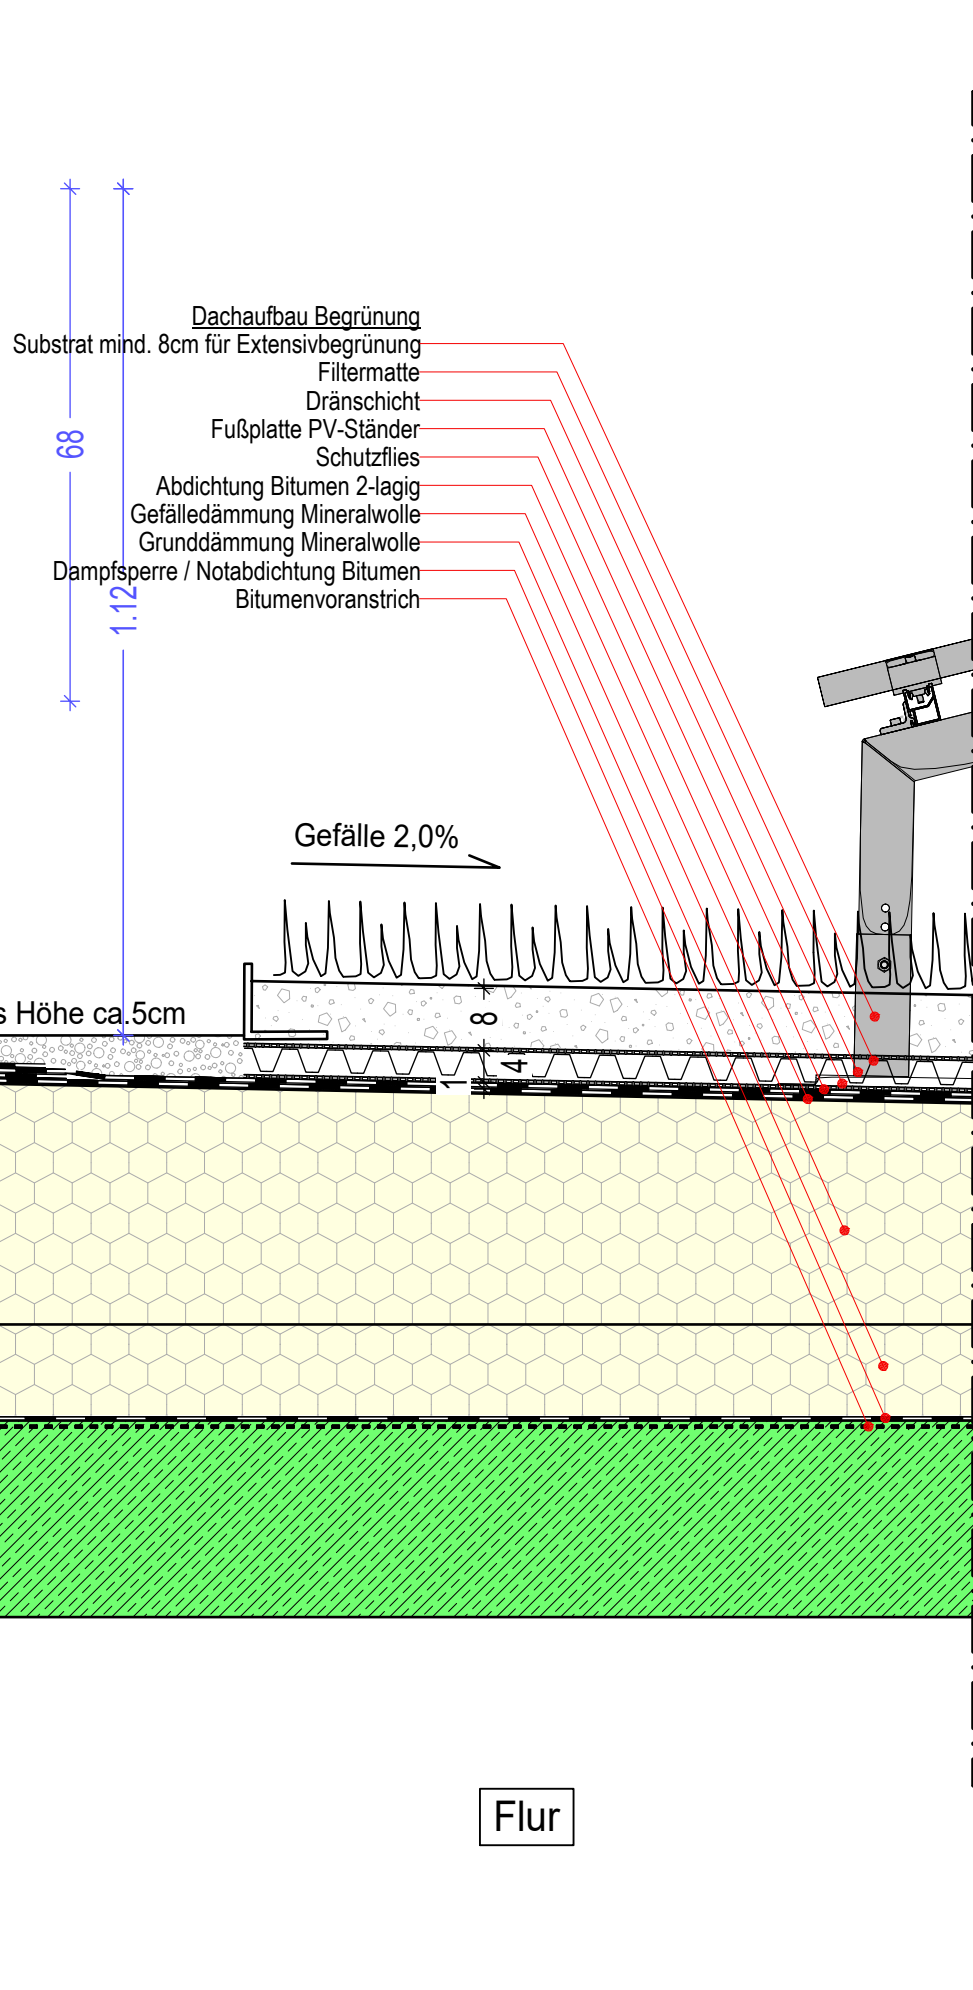 Dachaufbau Begrünung
Substrat mind. 8cm für Extensivbegrünung
Filtermatte
Dränschicht
Fußplatte PV-Ständer
68
Schutzflies
Abdichtung Bitumen 2-lagig
Gefälledämmung Mineralwolle
Grunddämmung Mineralwolle
Dampfsperre / Notabdichtung Bitumen
Bitumenvoranstrich
1.12
Gefälle 2,0%
s Höhe ca.5cm
8
4
1
Flur